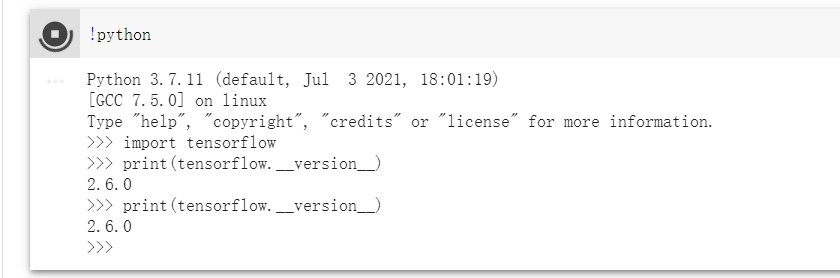 !python
Python 3.7.11 (default, Jul  3 2021, 18:01:19)
[GCC 7.5.0] on linux
Type "help", "copyright", "credits" or "license" for more information.
>>> import tensorflow
>>> print(tensorflow.__version__)
2.6.0
>>> print(tensorflow.__version__)
2.6.0
>>>